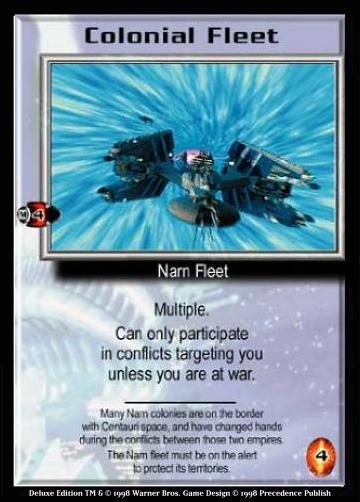 Colonial Fleet
M 4
Narn Fleet
Multiple.
Can only participate
in conflicts targeting you
unless you are at war.
Many Narn colonies are on the border
with Centauri space, and have changed hands
during the conflicts between those two empires.
The Narn fleet must be on the alert
to protect its territories.
4
Deluxe Edition TM & © 1998 Warner Bros. Game Design © 1998 Precedence Publish